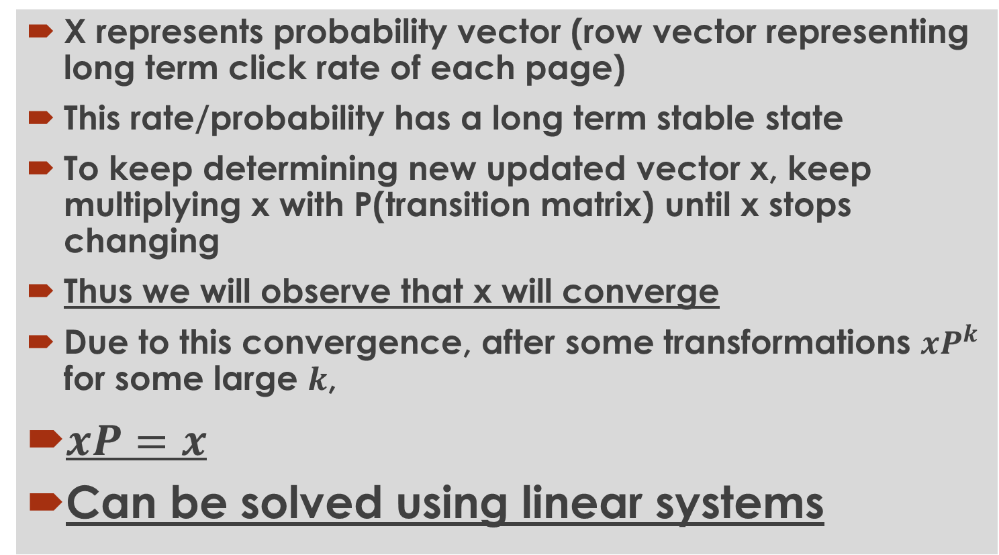 X represents probability vector (row vector representing
long term click rate of each page)
This rate/probability has a long term stable state
To keep determining new updated vector x, keep
multiplying x with P(transition matrix) until x stops
changing
Thus we will observe that x will converge
Due to this convergence, after some transformations 𝒙𝑷ᵏ
for some large 𝒌,
𝒙𝑷 = 𝒙
Can be solved using linear systems